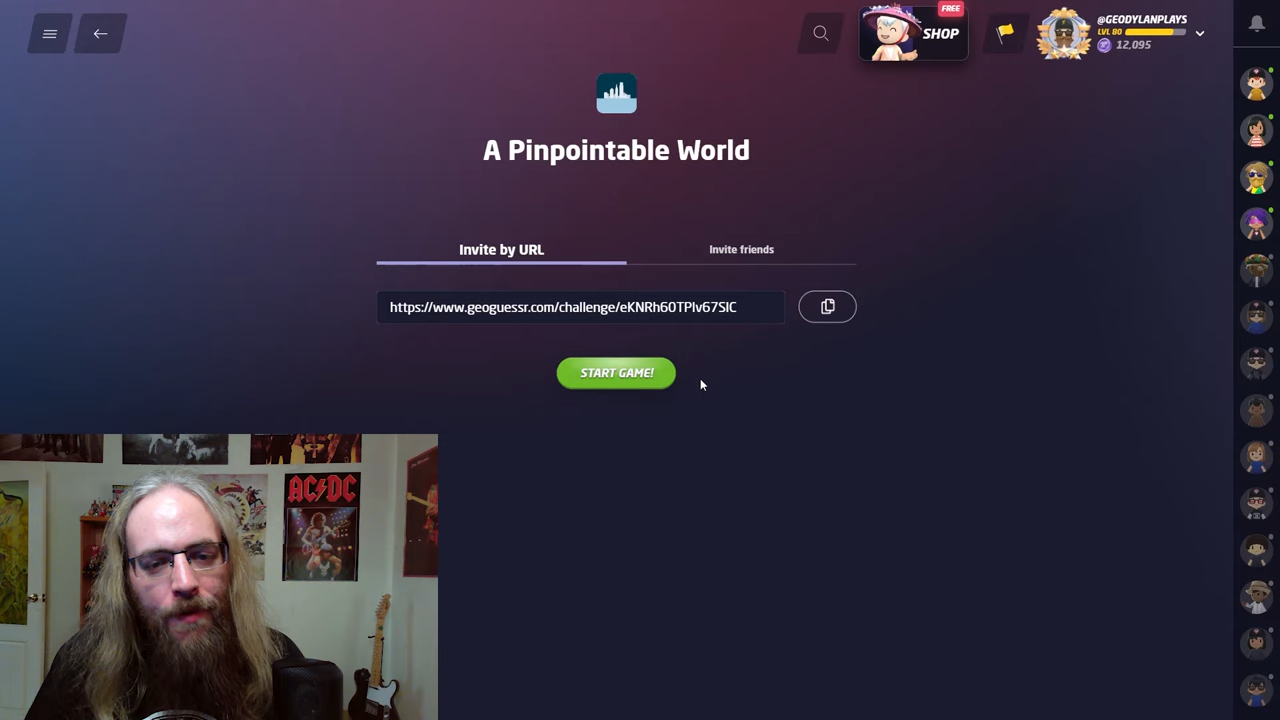 FREE
SHOP
@GEODYLANPLAYS
LVL 80
12,095
A Pinpointable World
Invite by URL
Invite friends
https://www.geoguessr.com/challenge/eKNRh60TPlv67SIC
START GAME!
AC/DC